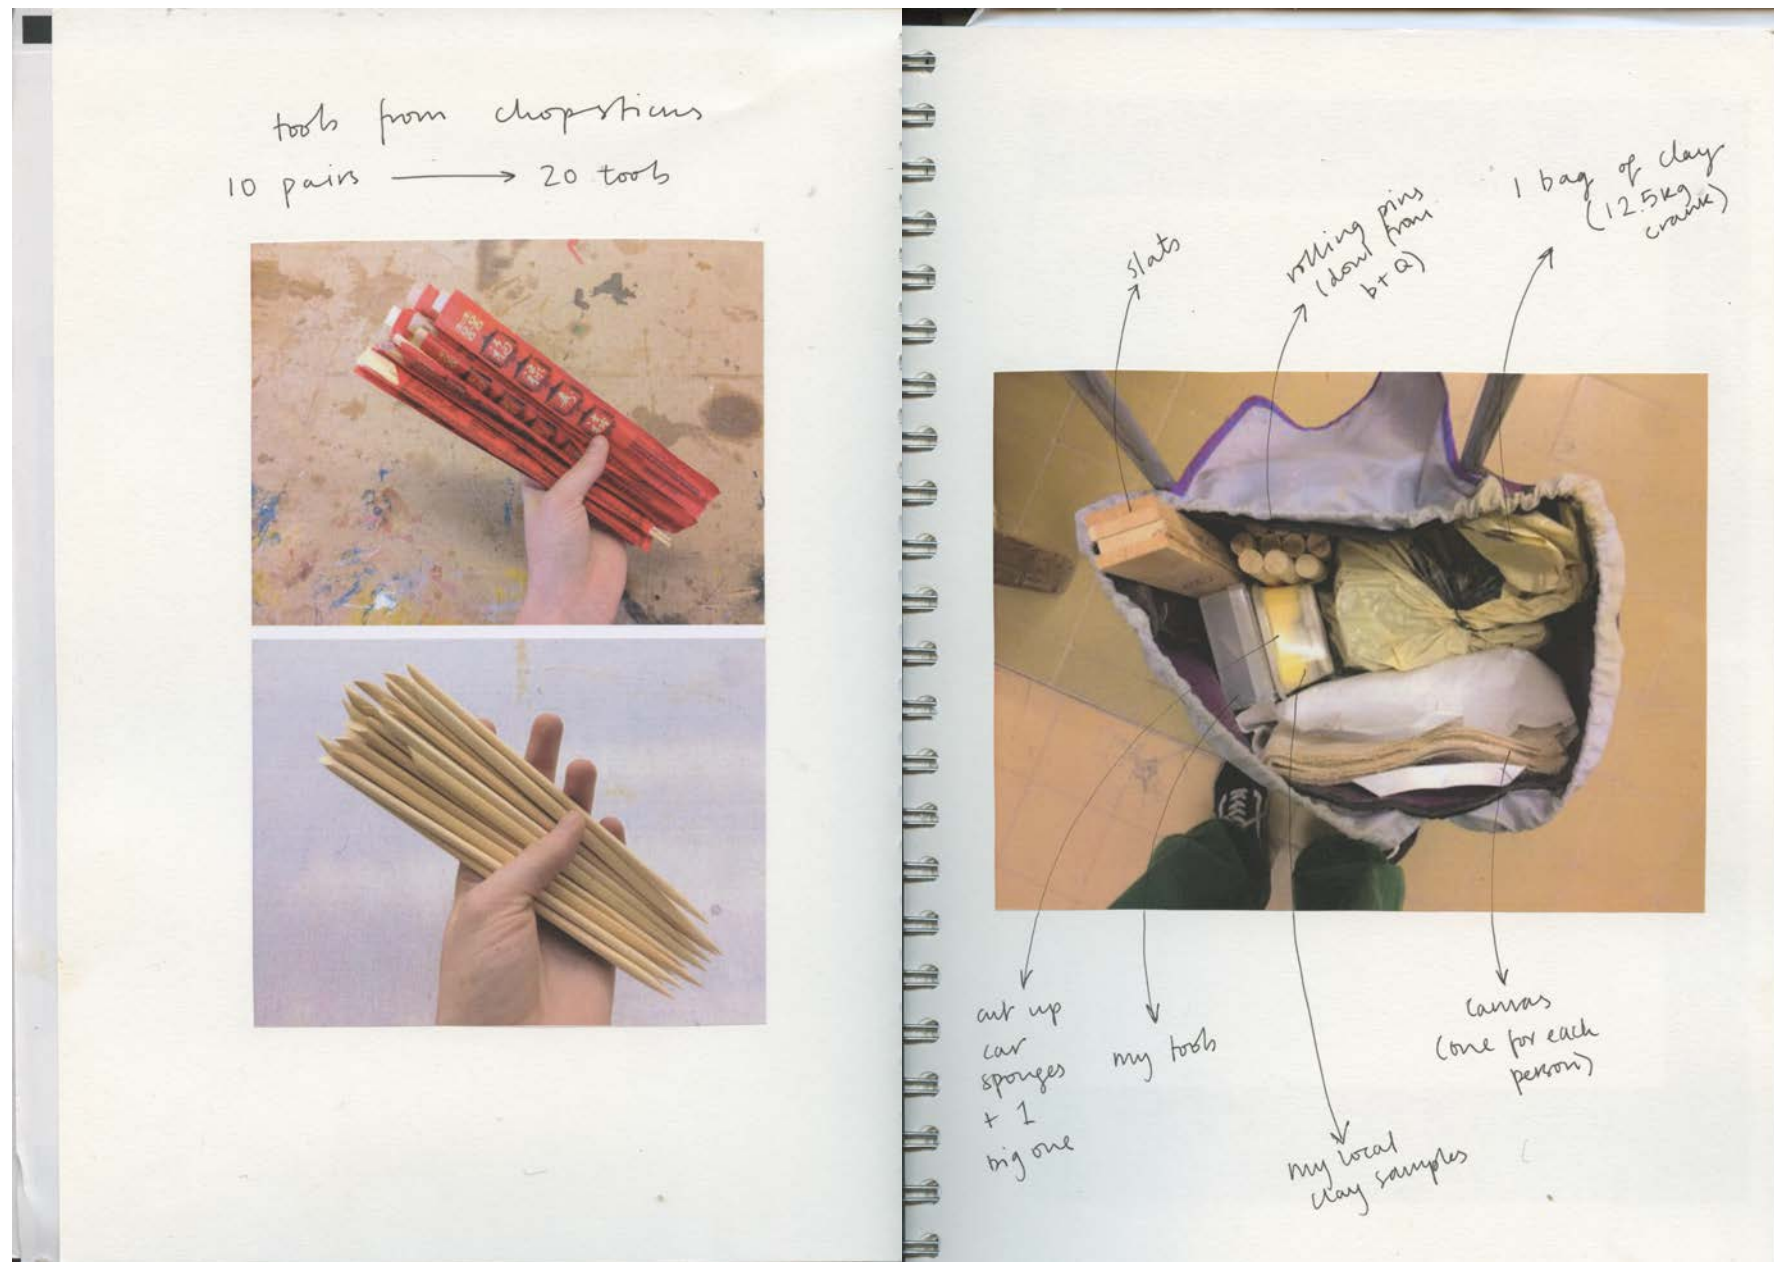 tools from chopsticks
10 pairs → 20 tools
slats
rolling pins
(dowl from
b+Q)
1 bag of clay
(12.5kg
crank)
cut up
car
sponges
+ 1
big one
my tools
my local
clay samples
canvas
(one for each
person)